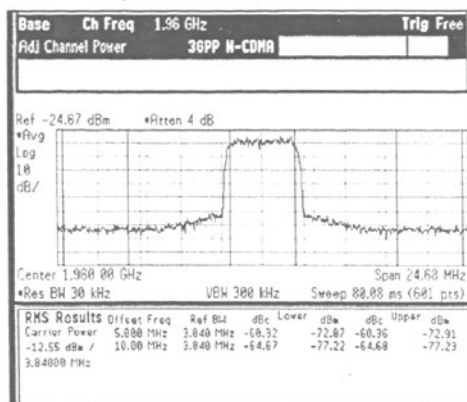 Base Ch Freq 1.96 GHz Trig Free
Adj Channel Power 3GPP W-CDMA
Ref -24.67 dBm *Atten 4 dB
*Avg
Log
10
dB/
Center 1.960 00 GHz Span 24.68 MHz
*Res BW 30 kHz VBW 300 kHz Sweep 80.08 ms (601 pts)
RMS Results Offset Freq Ref BW dBc Lower dBm dBc Upper dBm
Carrier Power 5.000 MHz 3.840 MHz -60.32 -72.87 -60.36 -72.91
-12.55 dBm / 10.00 MHz 3.840 MHz -64.67 -77.22 -64.68 -77.23
3.84000 MHz